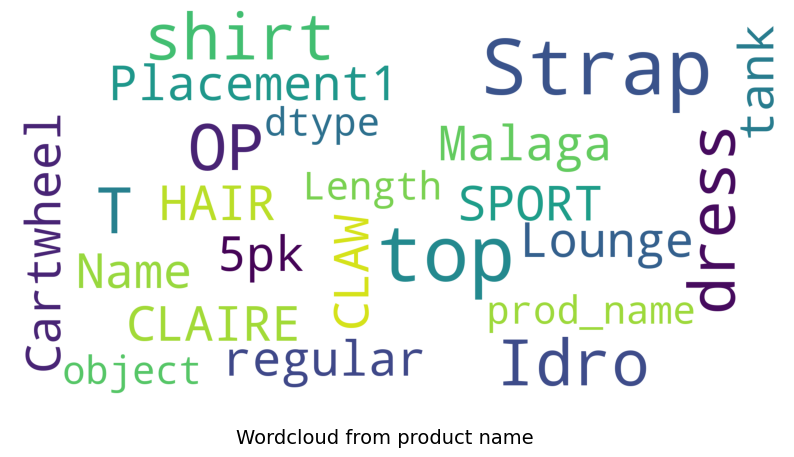 shirt
Strap
tank
Placement1
dtype
OP
Malaga
Cartwheel
dress
Length
T
HAIR
SPORT
5pk
CLAW
top
Lounge
Name
CLAIRE
prod_name
object
regular
Idro
Wordcloud from product name